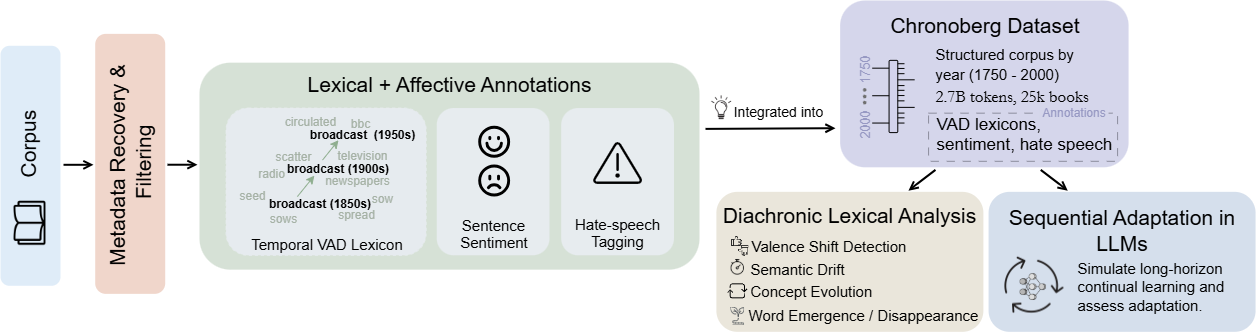 Corpus
Metadata Recovery &
Filtering
Lexical + Affective Annotations
circulated
bbc
broadcast (1950s)
scatter
television
radio
broadcast (1900s)
newspapers
seed
broadcast (1850s)
sow
sows
spread
Temporal VAD Lexicon
Sentence
Sentiment
Hate-speech
Tagging
Integrated into
Chronoberg Dataset
1750
2000
Structured corpus by
year (1750 - 2000)
2.7B tokens, 25k books
Annotations
VAD lexicons,
sentiment, hate speech
Diachronic Lexical Analysis
Valence Shift Detection
Semantic Drift
Concept Evolution
Word Emergence / Disappearance
Sequential Adaptation in
LLMs
Simulate long-horizon
continual learning and
assess adaptation.